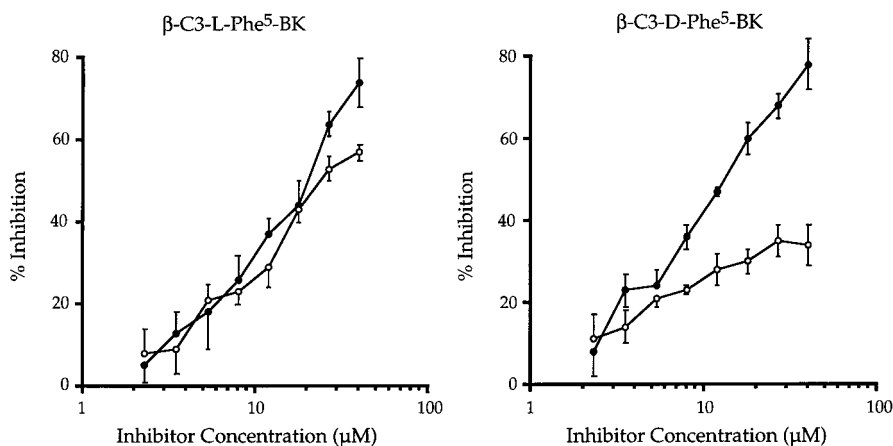 β-C3-L-Phe⁵-BK
80
60
40
20
0
% Inhibition
1
10
100
Inhibitor Concentration (µM)
β-C3-D-Phe⁵-BK
80
60
40
20
0
% Inhibition
1
10
100
Inhibitor Concentration (µM)